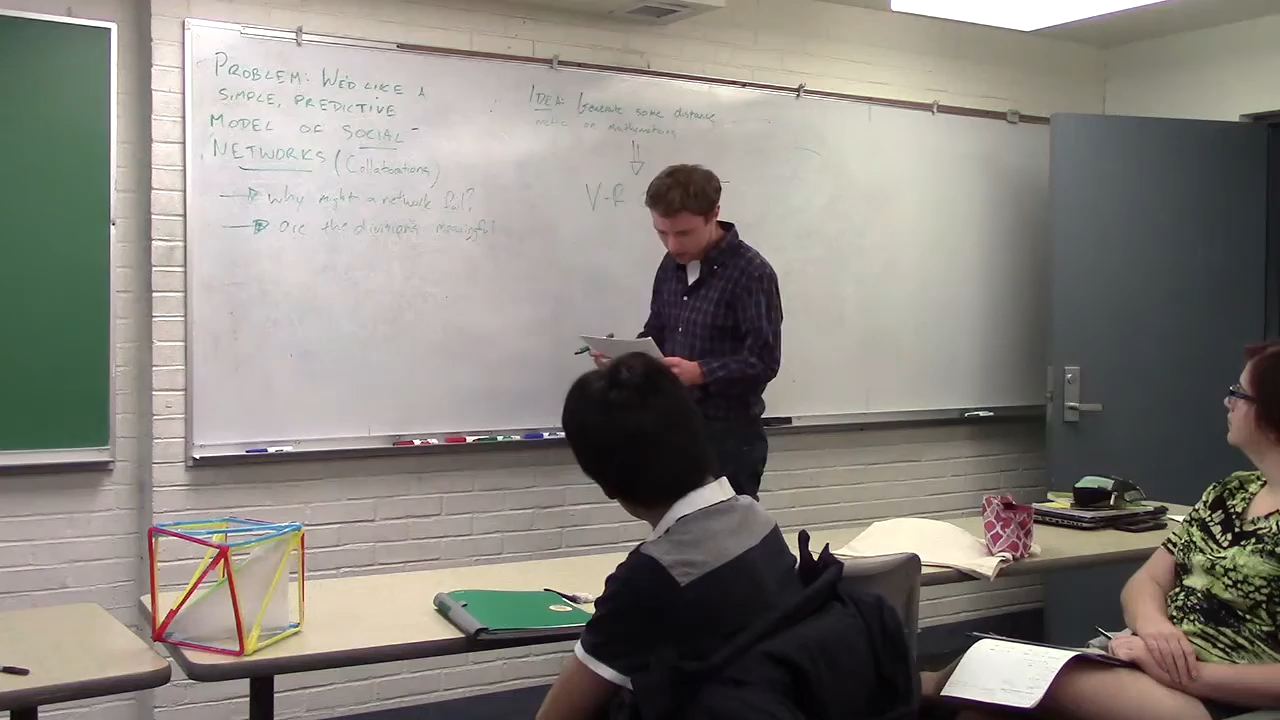 PROBLEM: WE'D LIKE A
SIMPLE, PREDICTIVE
MODEL OF SOCIAL
NETWORKS (Collaborations)
why might a network fail?
are the divisions meaningful
IDEA: Generate some distance
metric on mathematicians
V-R